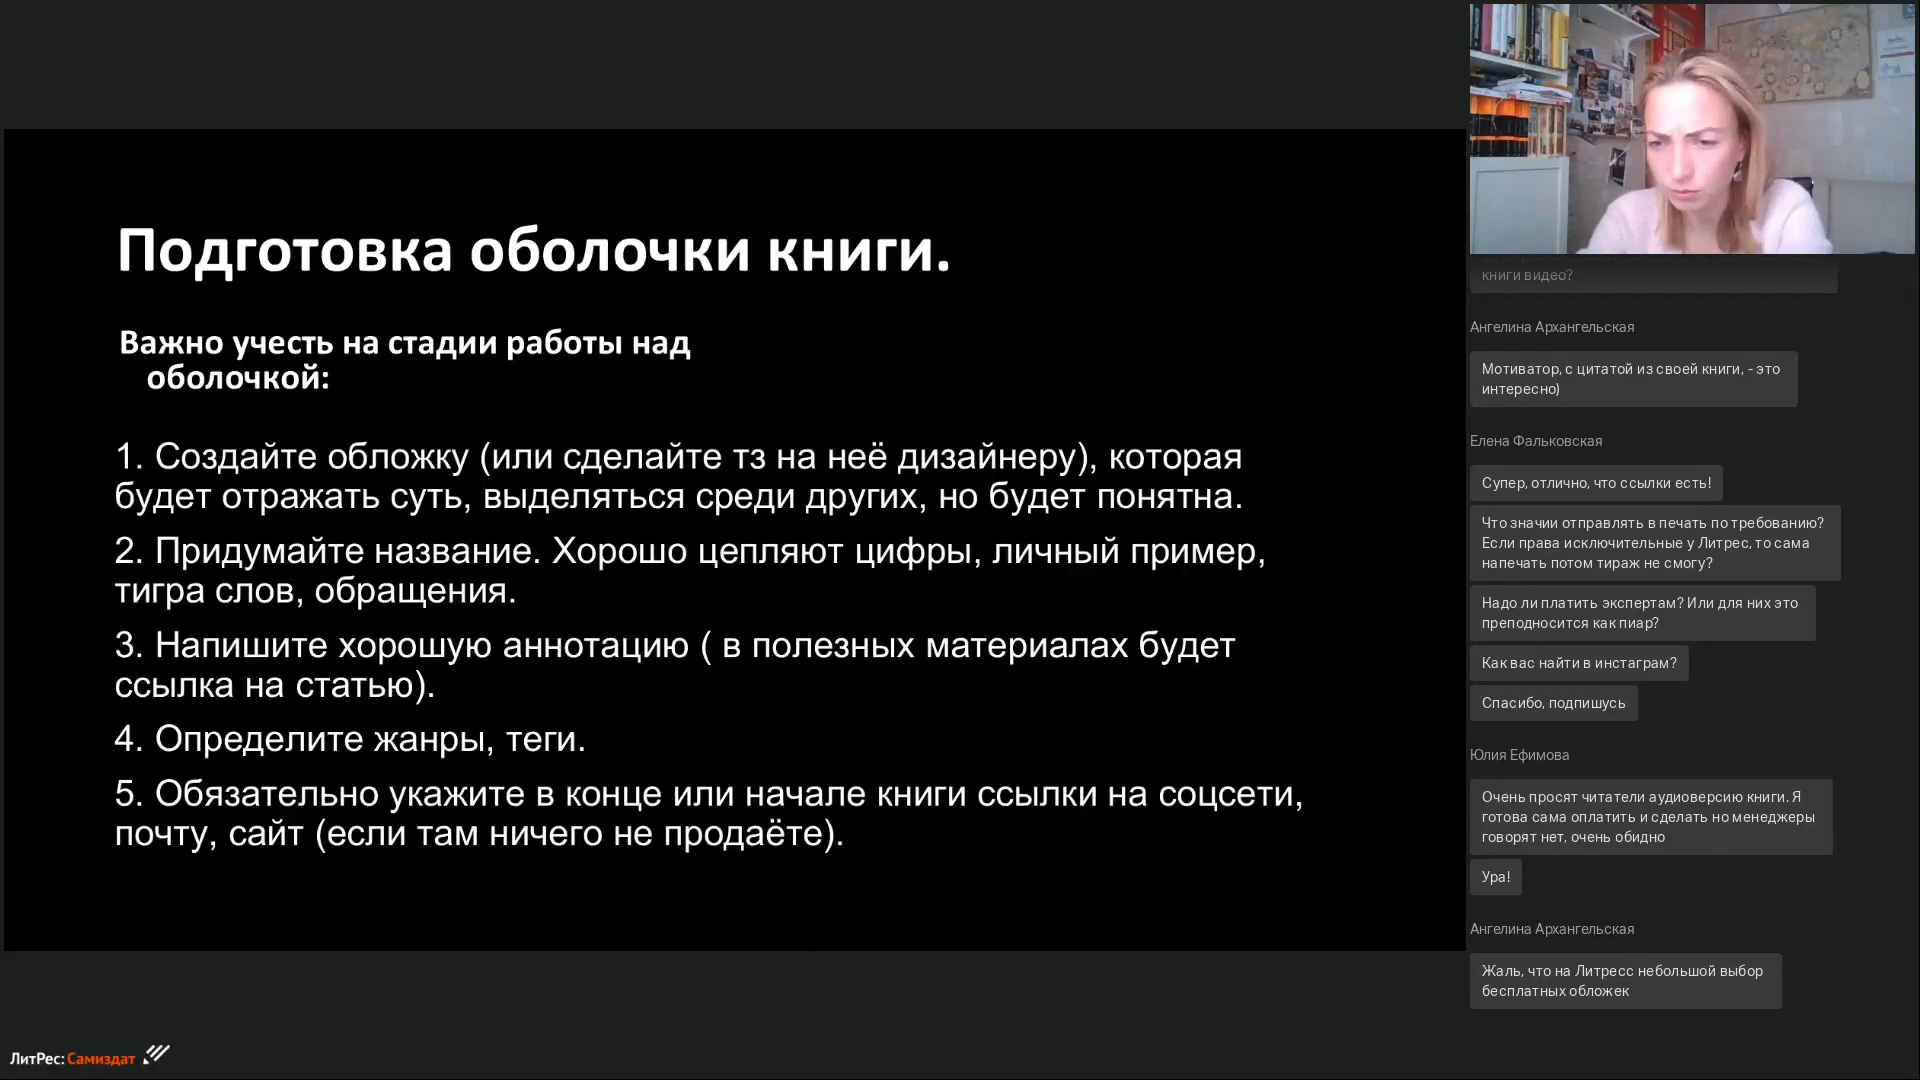 Подготовка оболочки книги.
Важно учесть на стадии работы над
оболочкой:
1. Создайте обложку (или сделайте тз на неё дизайнеру), которая
будет отражать суть, выделяться среди других, но будет понятна.
2. Придумайте название. Хорошо цепляют цифры, личный пример,
тигра слов, обращения.
3. Напишите хорошую аннотацию ( в полезных материалах будет
ссылка на статью).
4. Определите жанры, теги.
5. Обязательно укажите в конце или начале книги ссылки на соцсети,
почту, сайт (если там ничего не продаёте).
ЛитРес: Самиздат
книги видео?
Ангелина Архангельская
Мотиватор, с цитатой из своей книги, - это
интересно)
Елена Фальковская
Супер, отлично, что ссылки есть!
Что значии отправлять в печать по требованию?
Если права исключительные у Литрес, то сама
напечать потом тираж не смогу?
Надо ли платить экспертам? Или для них это
преподносится как пиар?
Как вас найти в инстаграм?
Спасибо, подпишусь
Юлия Ефимова
Очень просят читатели аудиоверсию книги. Я
готова сама оплатить и сделать но менеджеры
говорят нет, очень обидно
Ура!
Ангелина Архангельская
Жаль, что на Литресс небольшой выбор
бесплатных обложек